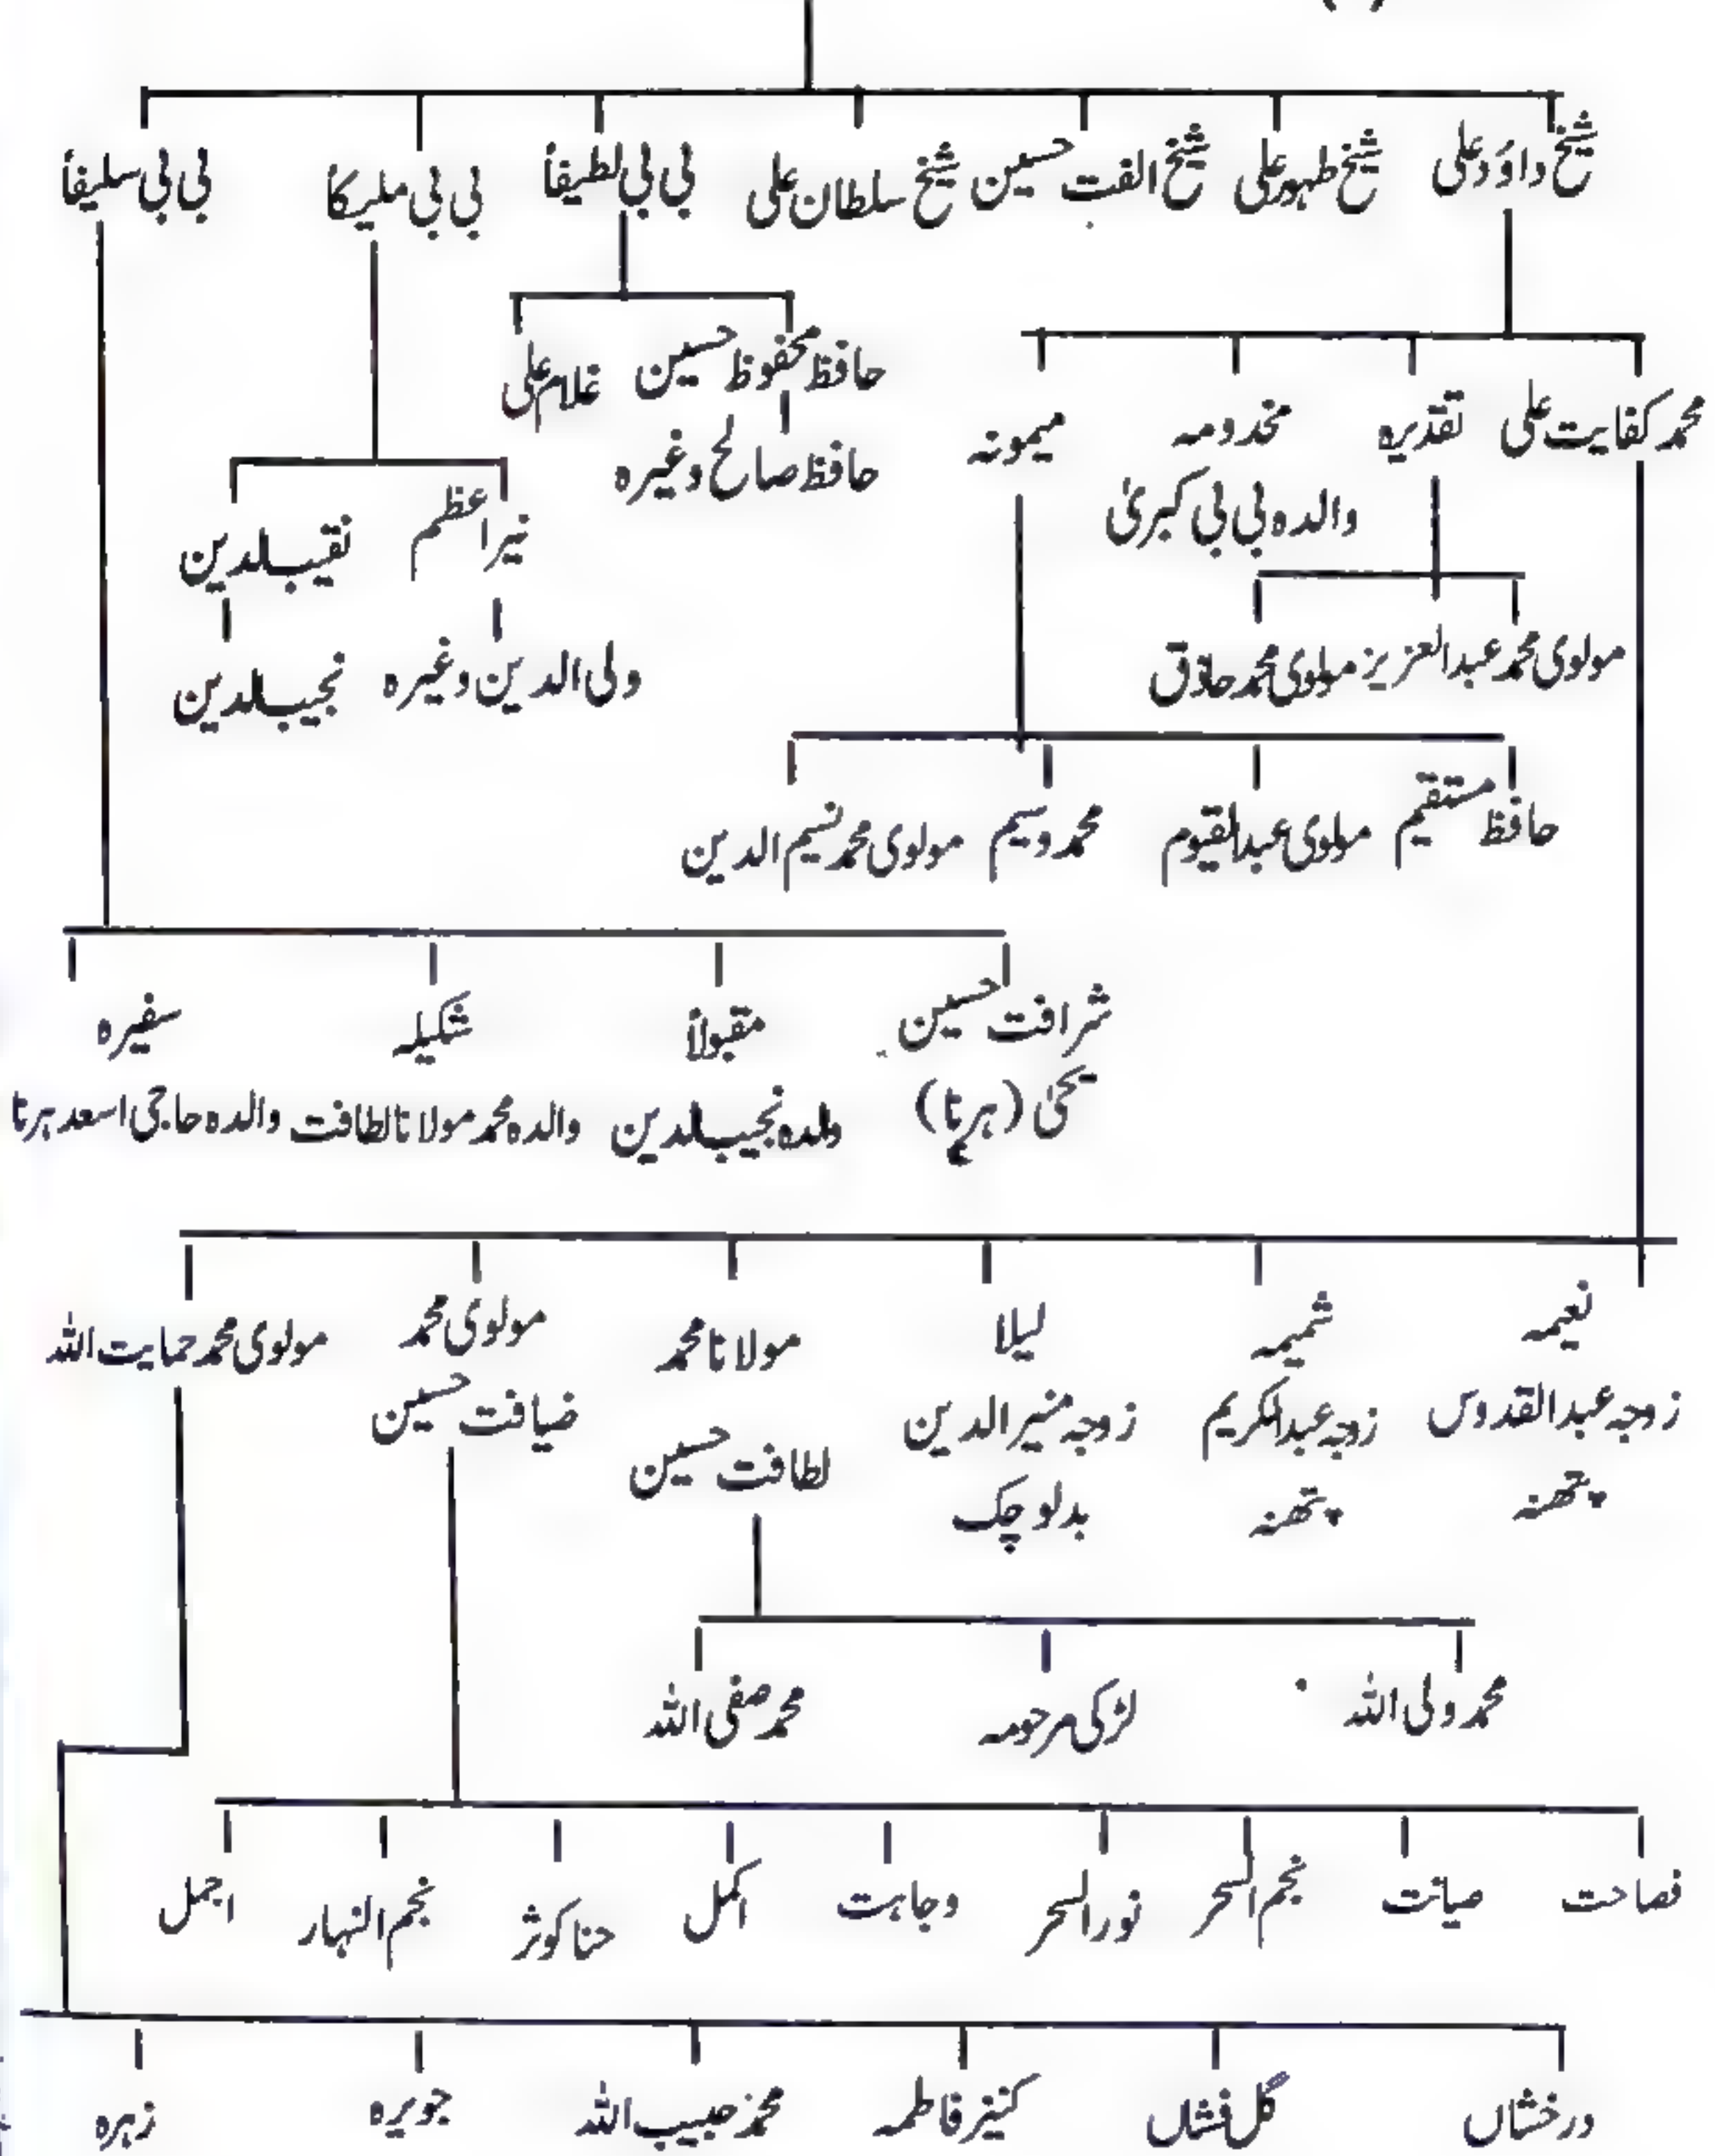 شیخ داؤد علی شیخ ظہور علی شیخ الفت حسین شیخ سلطان علی بی بی لطیفاً بی بی ملیکاً بی بی سلیفاً
حافظ محفوظ حسین غلام علی
محمد کفایت علی تقدیرہ مخدومہ میمونہ
حافظ صالح وغیرہ
والدہ بی بی کبریٰ
نیر اعظم نقیب الدین
مولوی محمد عبدالعزیز مولوی محمد حاذق
ولی الدین وغیرہ نجیب الدین
حافظ مستقیم مولوی عبدالقیوم محمد وسیم مولوی محمد نسیم الدین
شرافت حسین مقبولاً شکیلہ سفیرہ
یحیٰ (ہرپا) والدہ نجیب الدین والدہ محمد مولانا لطافت والدہ حاجی اسعد ہرنا
نعیمہ شمیمہ لیلا مولانا محمد مولوی محمد مولوی محمد حمایت اللہ
زوجہ عبدالقدوس زوجہ عبدالکریم زوجہ منیر الدین لطافت حسین ضیافت حسین
پتھنہ پتھنہ بدلو چک
محمد ولی اللہ لڑکی مرحومہ محمد صفی اللہ
فصاحت صیانت نجم السحر نور السحر وجاہت اکمل حنا کوثر نجم النہار اجمل
درخشاں گل فشاں کنیز فاطمہ محمد حبیب اللہ جویرہ زہرہ